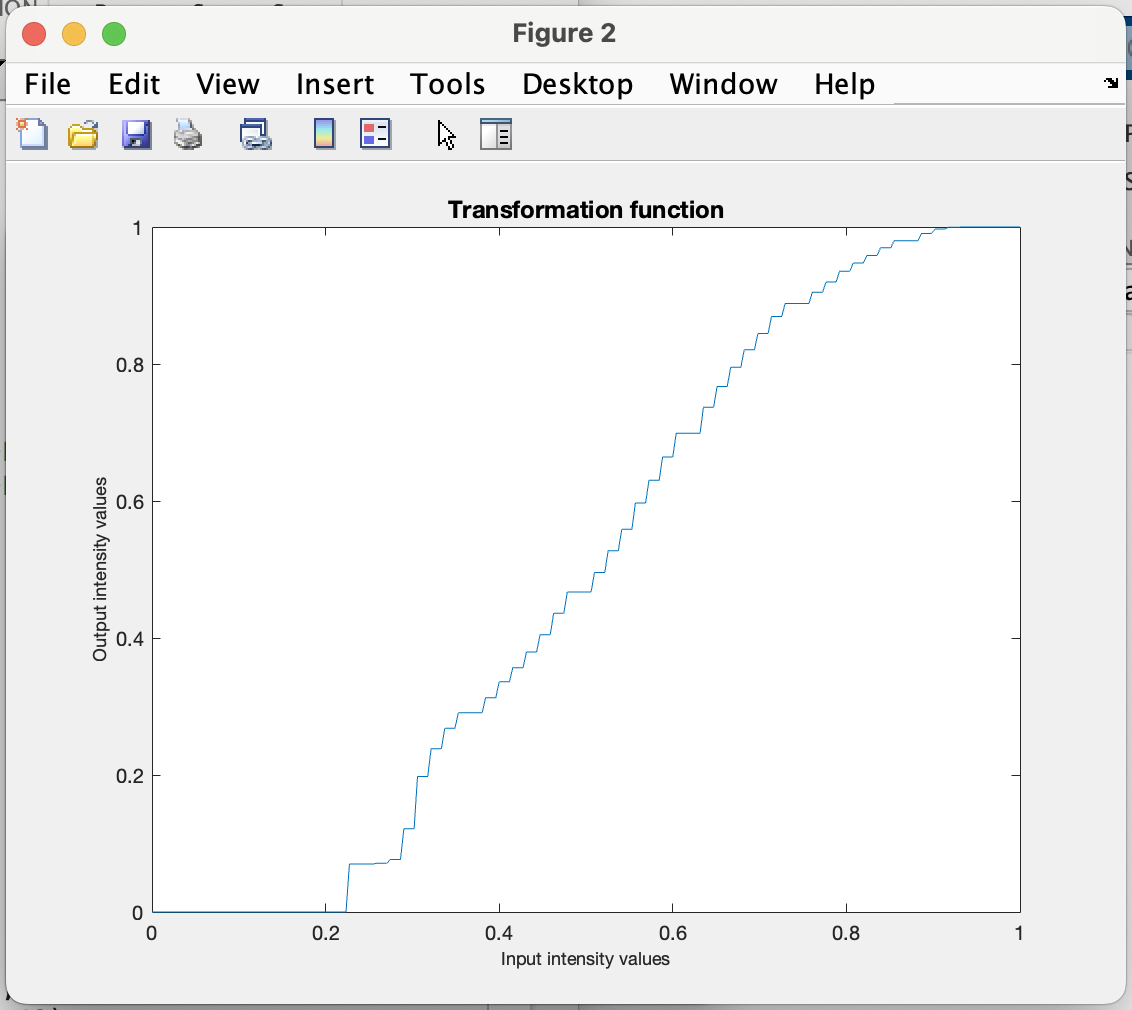 Figure 2
File Edit View Insert Tools Desktop Window Help
Transformation function
1
0.8
0.6
0.4
0.2
0
Output intensity values
0 0.2 0.4 0.6 0.8 1
Input intensity values